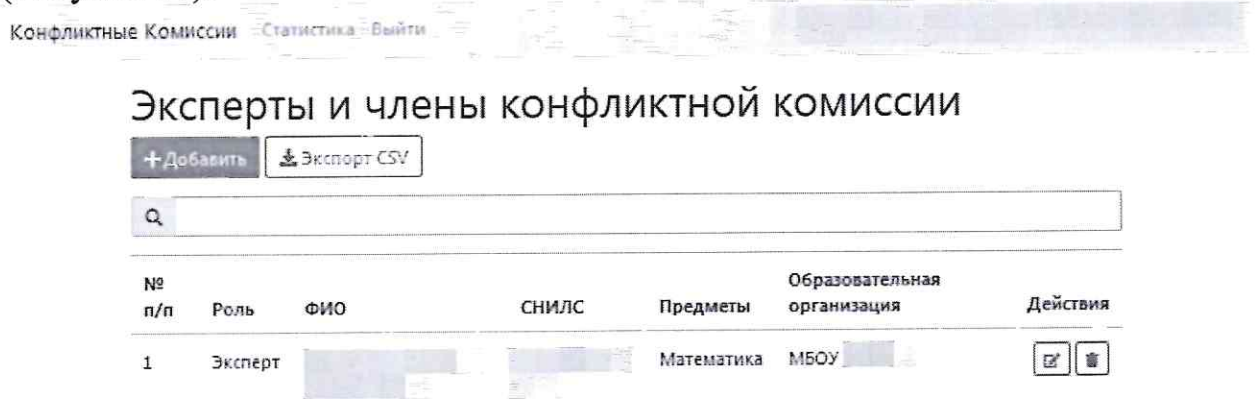 Конфликтные Комиссии Статистика Выйти
Эксперты и члены конфликтной комиссии
+ Добавить Экспорт CSV
№ п/п Роль ФИО СНИЛС Предметы Образовательная организация Действия
1 Эксперт Математика МБОУ